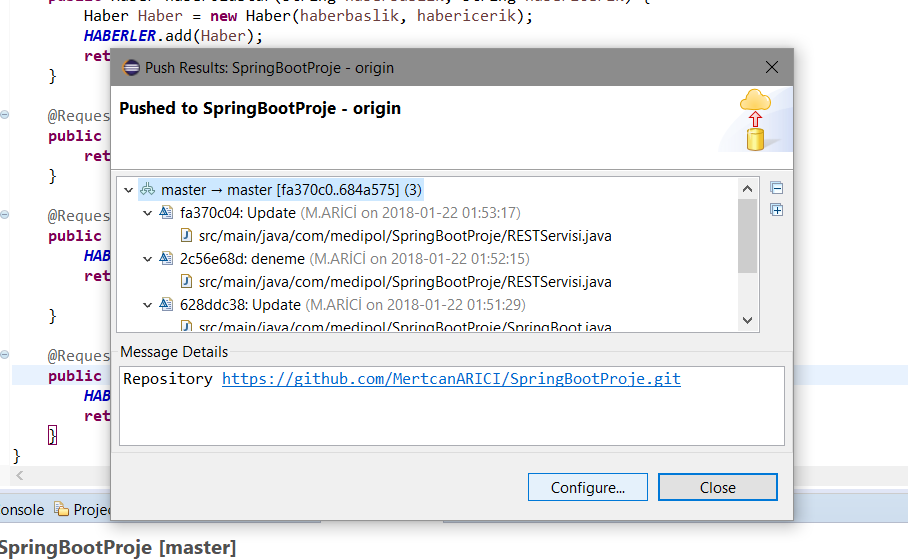 Haber Haber = new Haber(haberbaslik, habericerik);
HABERLER.add(Haber);
ret
}
@Reques
public
ret
}
@Reques
public
HAB
ret
}
@Reques
public
HAB
ret
}
}
Push Results: SpringBootProje - origin
Pushed to SpringBootProje - origin
master → master [fa370c0..684a575] (3)
fa370c04: Update (M.ARİCİ on 2018-01-22 01:53:17)
src/main/java/com/medipol/SpringBootProje/RESTServisi.java
2c56e68d: deneme (M.ARİCİ on 2018-01-22 01:52:15)
src/main/java/com/medipol/SpringBootProje/RESTServisi.java
628ddc38: Update (M.ARİCİ on 2018-01-22 01:51:29)
src/main/java/com/medipol/SpringBootProje/SpringBoot.java
Message Details
Repository https://github.com/MertcanARICI/SpringBootProje.git
Configure...
Close
onsole Projec
SpringBootProje [master]